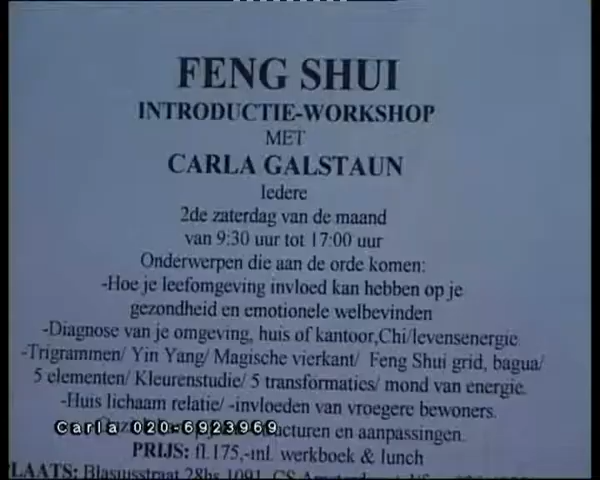 FENG SHUI
INTRODUCTIE-WORKSHOP
MET
CARLA GALSTAUN
Iedere
2de zaterdag van de maand
van 9:30 uur tot 17:00 uur
Onderwerpen die aan de orde komen:
-Hoe je leefomgeving invloed kan hebben op je
gezondheid en emotionele welbevinden
-Diagnose van je omgeving, huis of kantoor,Chi/levensenergie
-Trigrammen/ Yin Yang/ Magische vierkant/ Feng Shui grid, bagua/
5 elementen/ Kleurenstudie/ 5 transformaties/ mond van energie.
-Huis lichaam relatie/ -invloeden van vroegere bewoners.
en aanpassingen.
Carla 020-6923969
PRIJS: fl.175,-inl. werkboek & lunch
Blasiusstraat 28hs 1091